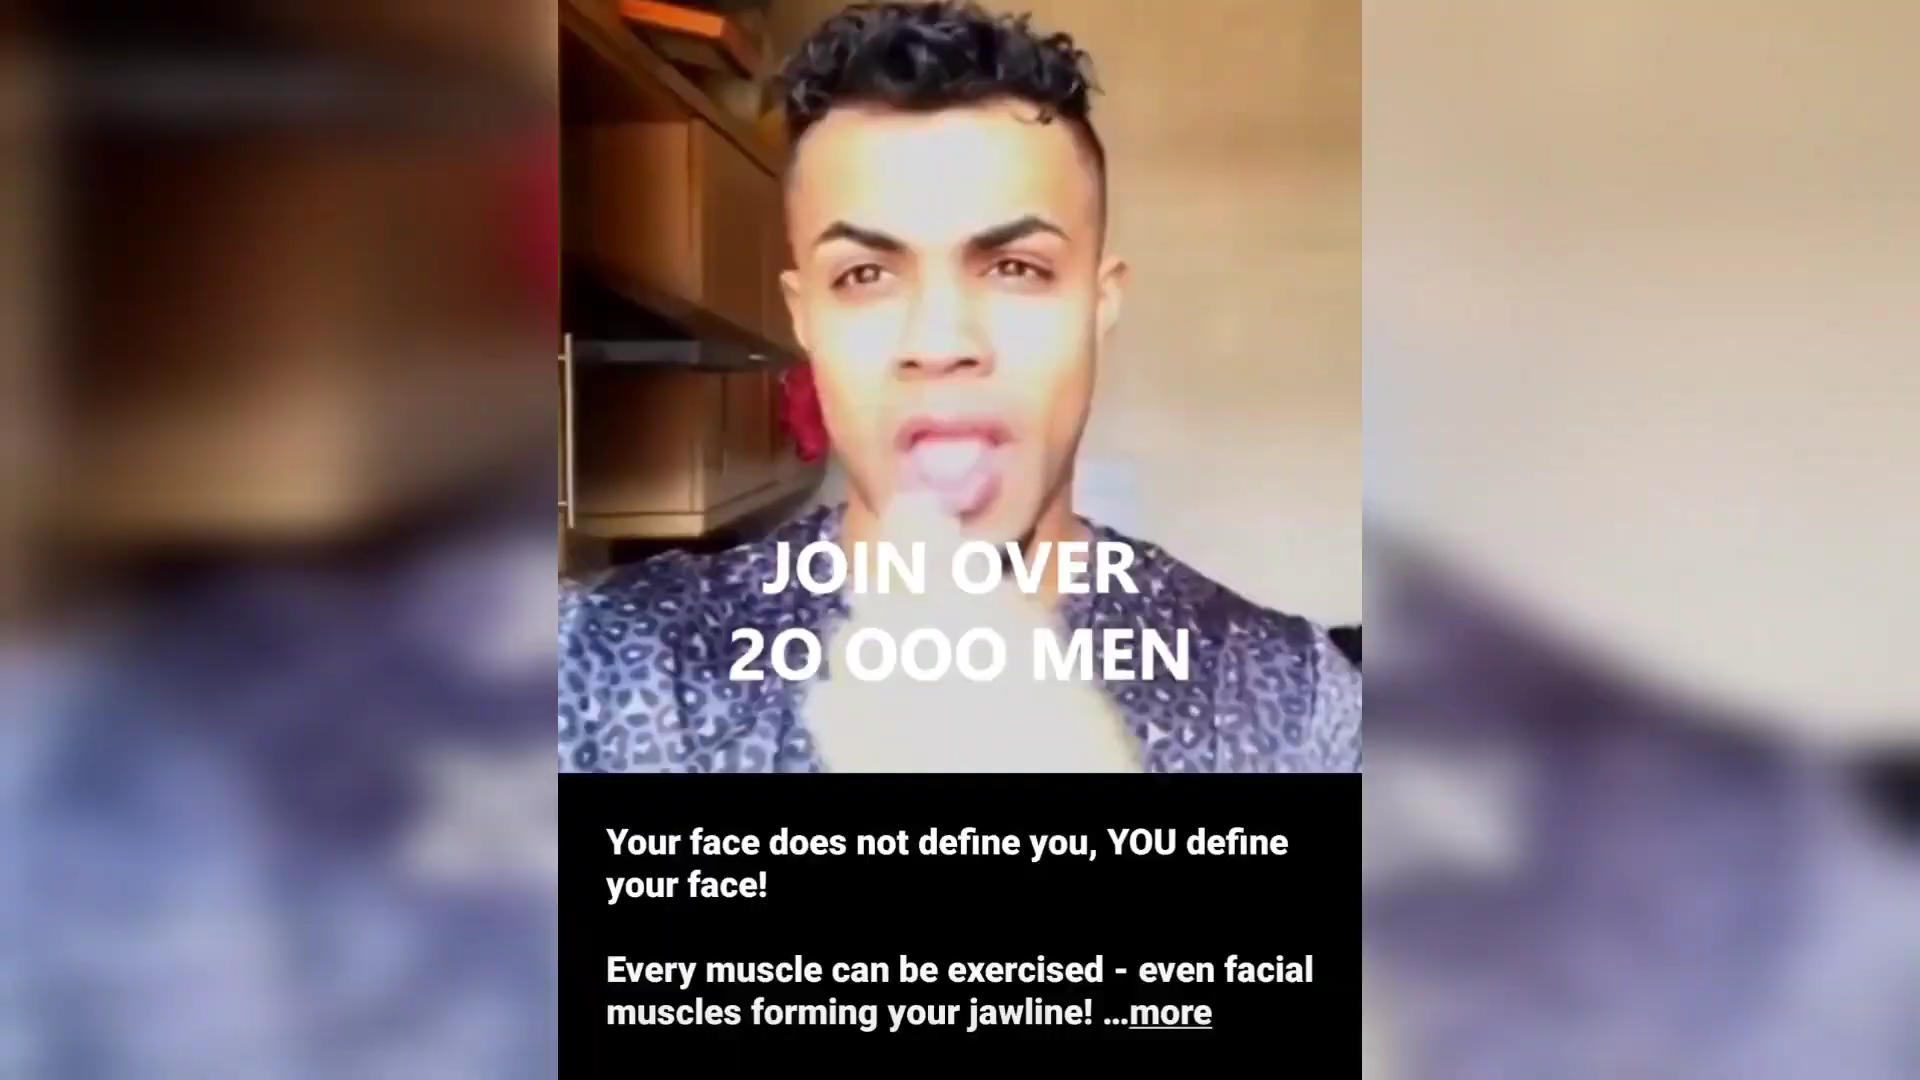 JOIN OVER
20 000 MEN
Your face does not define you, YOU define
your face!
Every muscle can be exercised - even facial
muscles forming your jawline! ...more